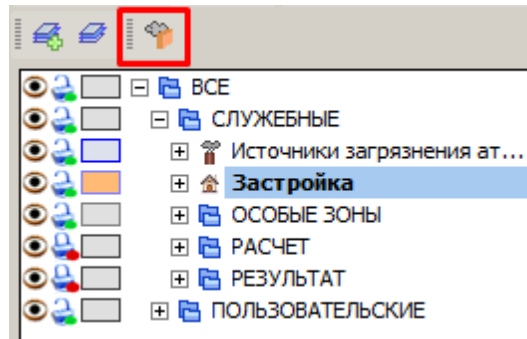 ВСЕ
СЛУЖЕБНЫЕ
Источники загрязнения ат...
Застройка
ОСОБЫЕ ЗОНЫ
РАСЧЕТ
РЕЗУЛЬТАТ
ПОЛЬЗОВАТЕЛЬСКИЕ